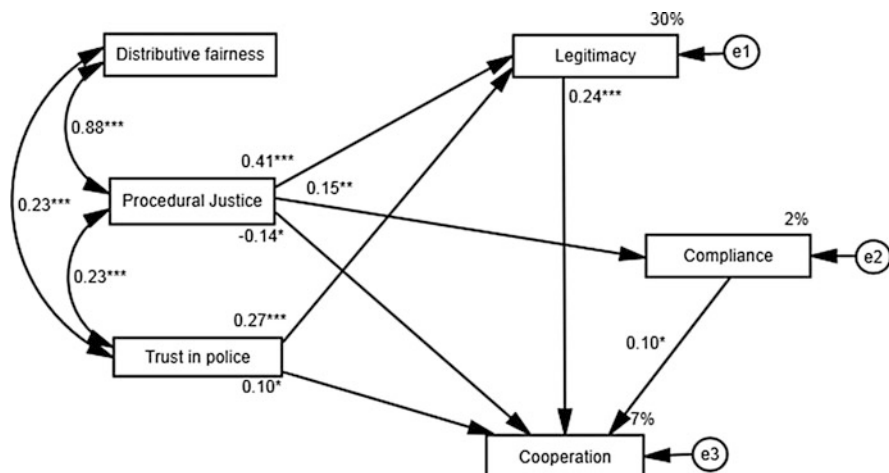 30%
Distributive fairness
Legitimacy
e1
0.24***
0.88***
0.41***
0.15**
Procedural Justice
0.23***
-0.14*
2%
Compliance
e2
0.23***
0.27***
Trust in police
0.10*
0.10*
7%
Cooperation
e3